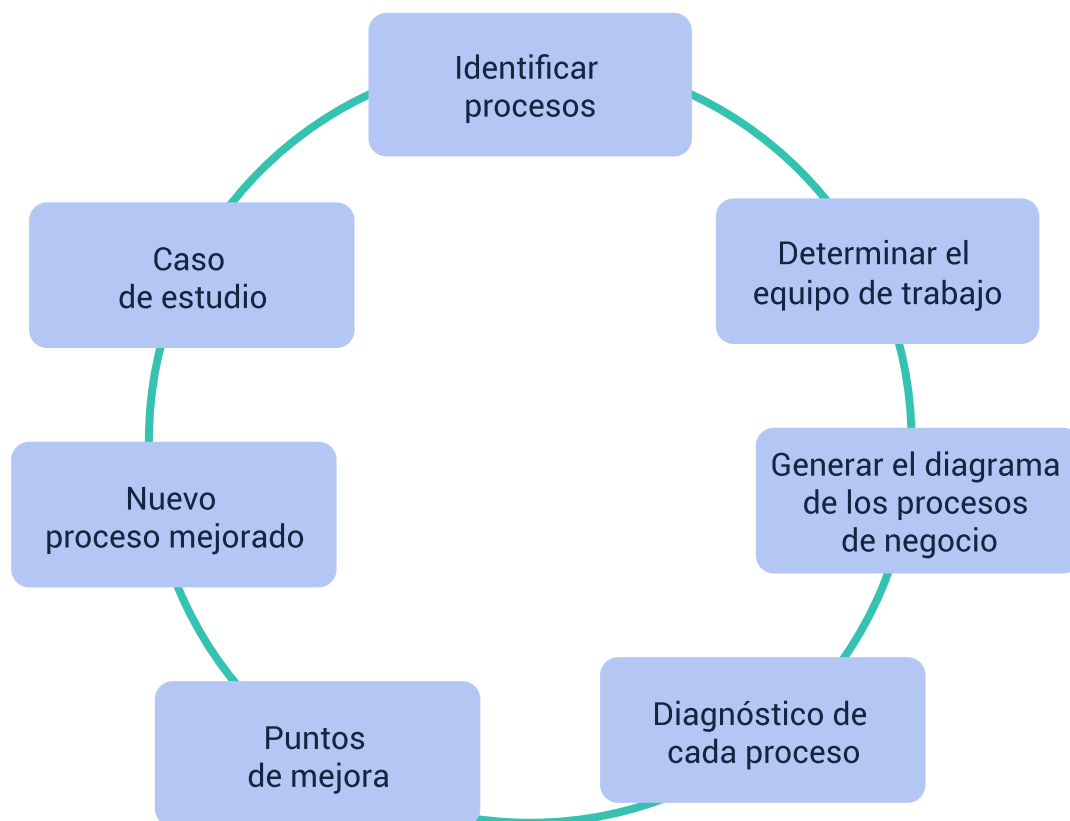 Identificar
procesos
Determinar el
equipo de trabajo
Generar el diagrama
de los procesos
de negocio
Diagnóstico de
cada proceso
Puntos
de mejora
Nuevo
proceso mejorado
Caso
de estudio